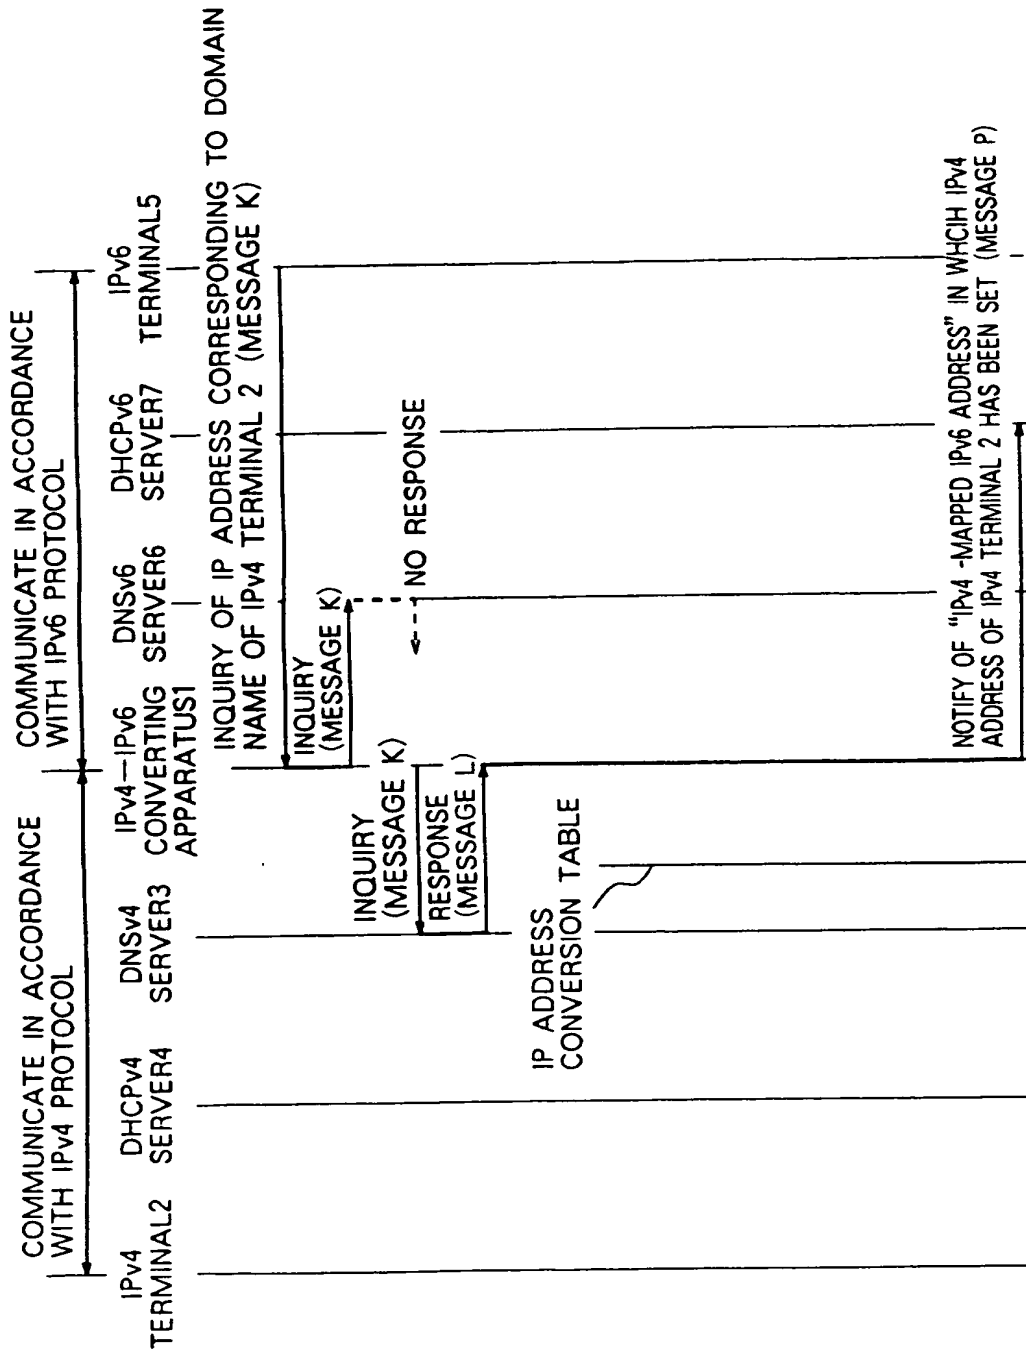 COMMUNICATE IN ACCORDANCE
WITH IPv4 PROTOCOL
COMMUNICATE IN ACCORDANCE
WITH IPv6 PROTOCOL
IPv4
TERMINAL2
DHCPv4
SERVER4
DNSv4
SERVER3
IPv4—IPv6
CONVERTING
APPARATUS1
DNSv6
SERVER6
DHCPv6
SERVER7
IPv6
TERMINAL5
INQUIRY OF IP ADDRESS CORRESPONDING TO DOMAIN
NAME OF IPv4 TERMINAL 2 (MESSAGE K)
INQUIRY
(MESSAGE K)
NO RESPONSE
INQUIRY
(MESSAGE K)
RESPONSE
(MESSAGE L)
IP ADDRESS
CONVERSION TABLE
NOTIFY OF "IPv4 -MAPPED IPv6 ADDRESS" IN WHCIH IPv4
ADDRESS OF IPv4 TERMINAL 2 HAS BEEN SET (MESSAGE P)